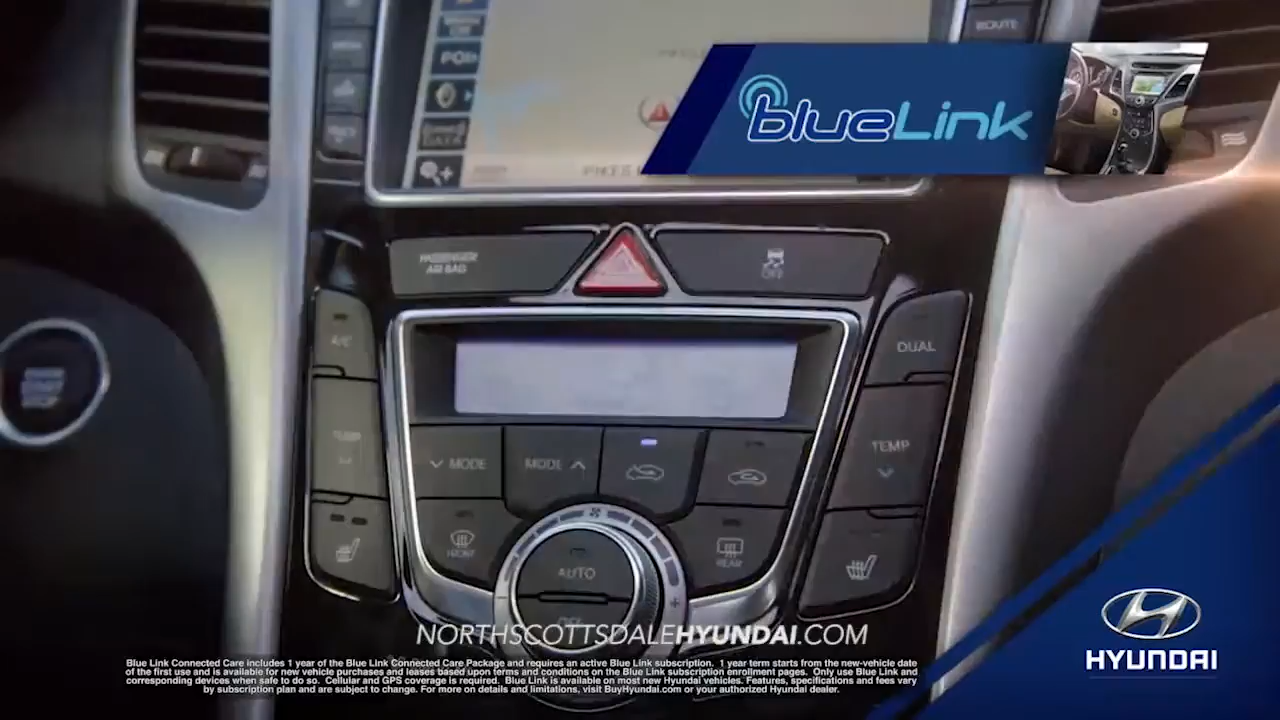 ROUTE
POI
blueLink
PASSENGER
AIR BAG
OFF
A/C
DUAL
TEMP
TEMP
MODE
MODE
FRONT
REAR
AUTO
OFF
NORTHSCOTTSDALEHYUNDAI.COM
HYUNDAI
Blue Link Connected Care includes 1 year of the Blue Link Connected Care Package and requires an active Blue Link subscription. 1 year term starts from the new-vehicle date
of the first use and is available for new vehicle purchases and leases based upon terms and conditions on the Blue Link subscription enrollment pages. Only use Blue Link and
corresponding devices when safe to do so. Cellular and GPS coverage is required. Blue Link is available on most new Hyundai vehicles. Features, specifications and fees vary
by subscription plan and are subject to change. For more on details and limitations, visit BuyHyundai.com or your authorized Hyundai dealer.